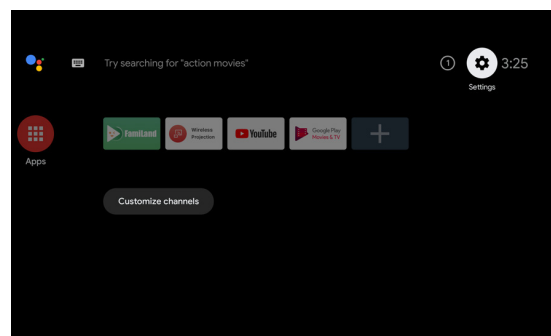 Try searching for "action movies"
1
3:25
Settings
FamiLand
Wireless
Projection
YouTube
Google Play
Movies & TV
Apps
Customize channels